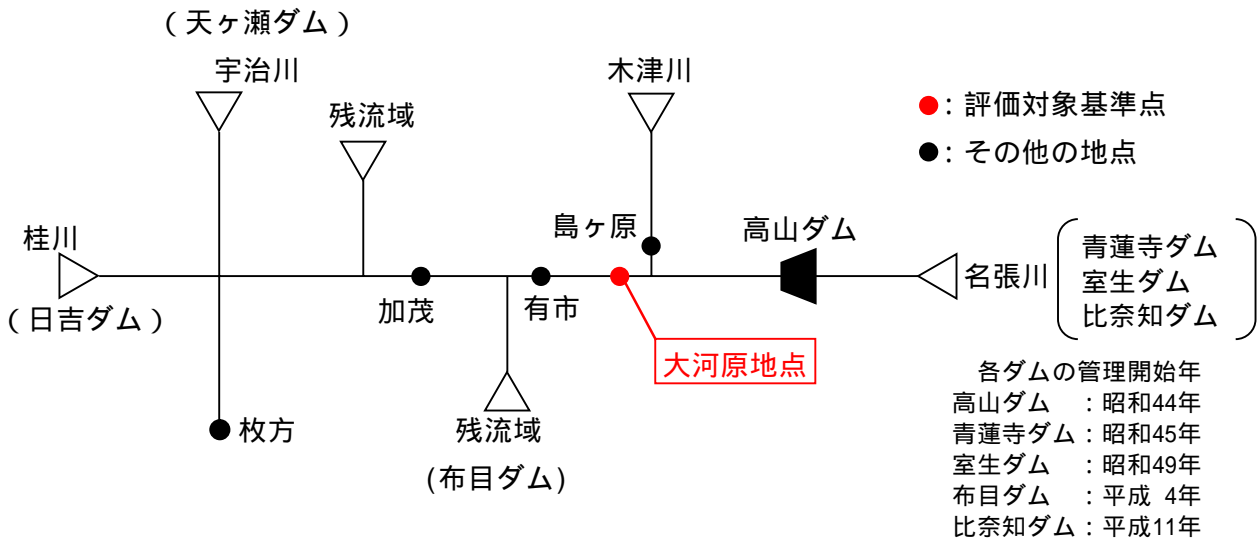 (天ヶ瀬ダム)
宇治川
木津川
残流域
●：評価対象基準点
●：その他の地点
桂川
島ヶ原
高山ダム
青蓮寺ダム
名張川
室生ダム
比奈知ダム
加茂
有市
(日吉ダム)
大河原地点
各ダムの管理開始年
高山ダム　：昭和44年
枚方
残流域
青蓮寺ダム：昭和45年
室生ダム　：昭和49年
(布目ダム)
布目ダム　：平成 4年
比奈知ダム：平成11年